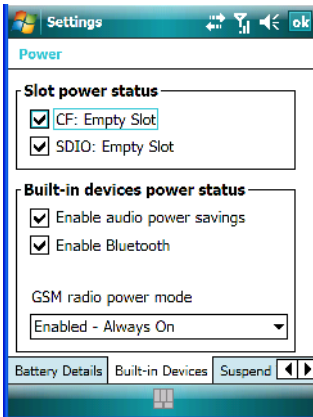 Settings ok
Power
Slot power status
CF: Empty Slot
SDIO: Empty Slot
Built-in devices power status
Enable audio power savings
Enable Bluetooth
GSM radio power mode
Enabled - Always On
Battery Details Built-in Devices Suspend